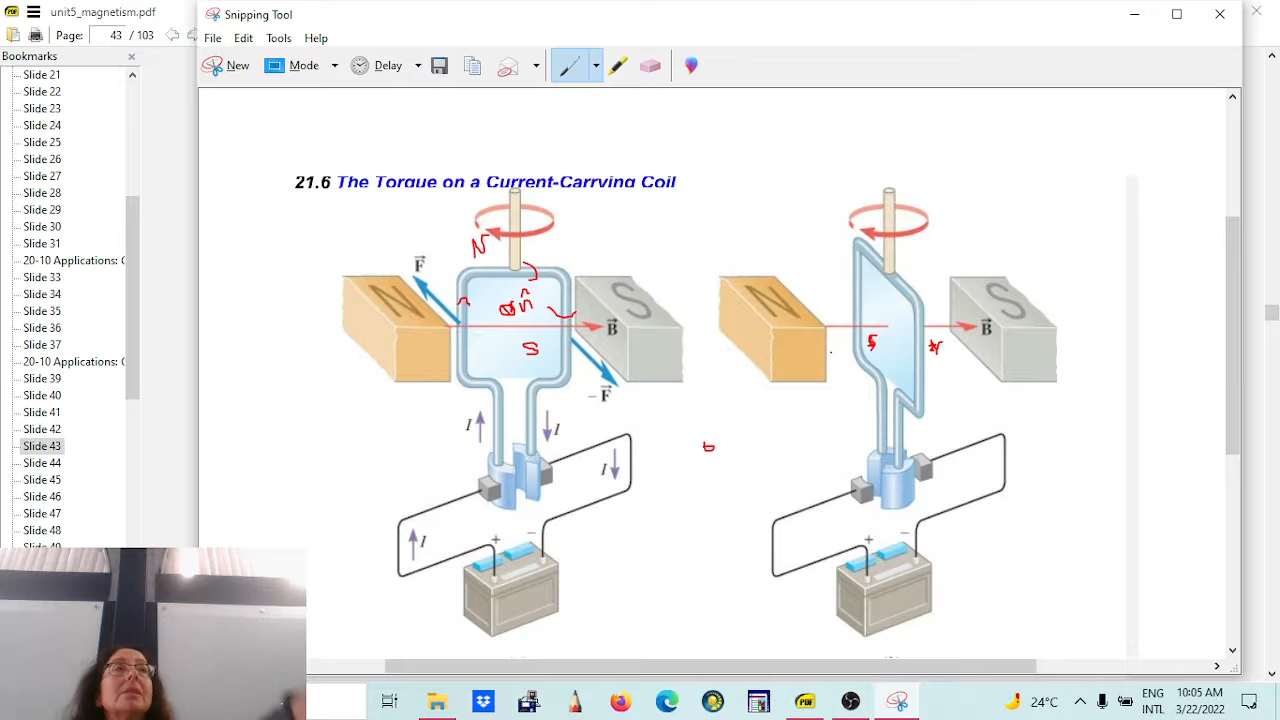 unit5_magnetism.pdf
Page: 43 / 103
Bookmarks
Slide 21
Slide 22
Slide 23
Slide 24
Slide 25
Slide 26
Slide 27
Slide 28
Slide 29
Slide 30
Slide 31
20-10 Applications:
Slide 33
Slide 34
Slide 35
Slide 36
Slide 37
20-10 Applications:
Slide 39
Slide 40
Slide 41
Slide 42
Slide 43
Slide 44
Slide 45
Slide 46
Slide 47
Slide 48
Snipping Tool
File Edit Tools Help
New Mode Delay
21.6 The Torque on a Current-Carrying Coil
N
F
N
S
n
n
B
S
– F
I
I
I
I
+ –
N
S
B
S
N
+ –
24°C
ENG
INTL
10:05 AM
3/22/2022